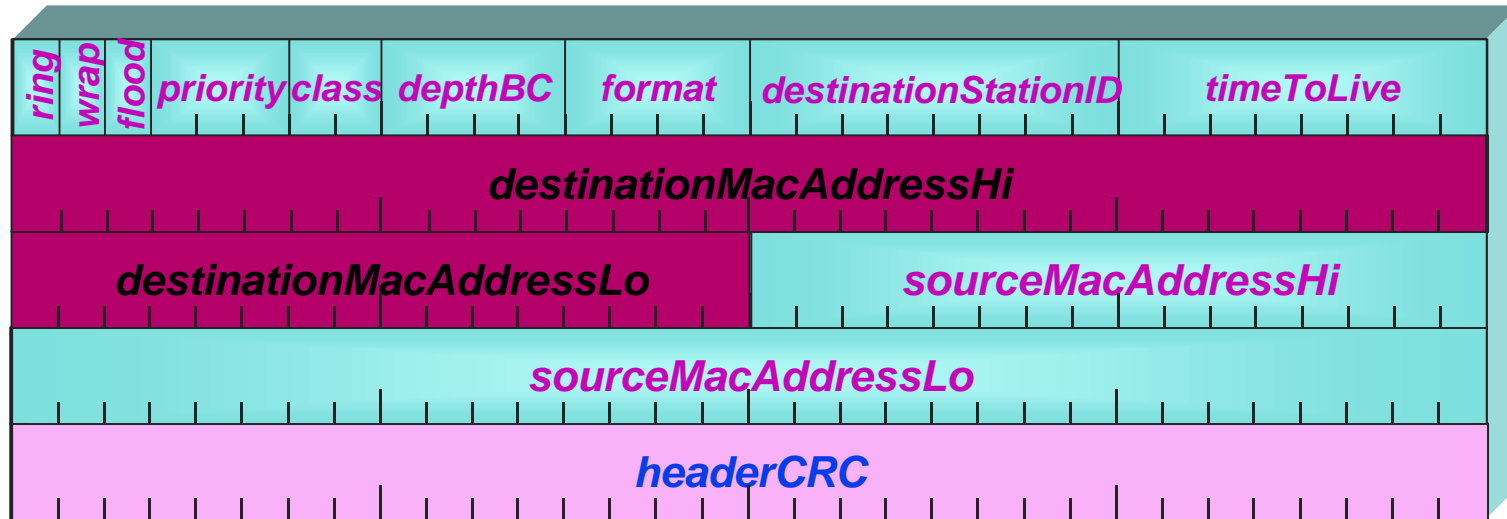 ring wrap flood priority class depthBC format destinationStationID timeToLive
destinationMacAddressHi
destinationMacAddressLo sourceMacAddressHi
sourceMacAddressLo
headerCRC